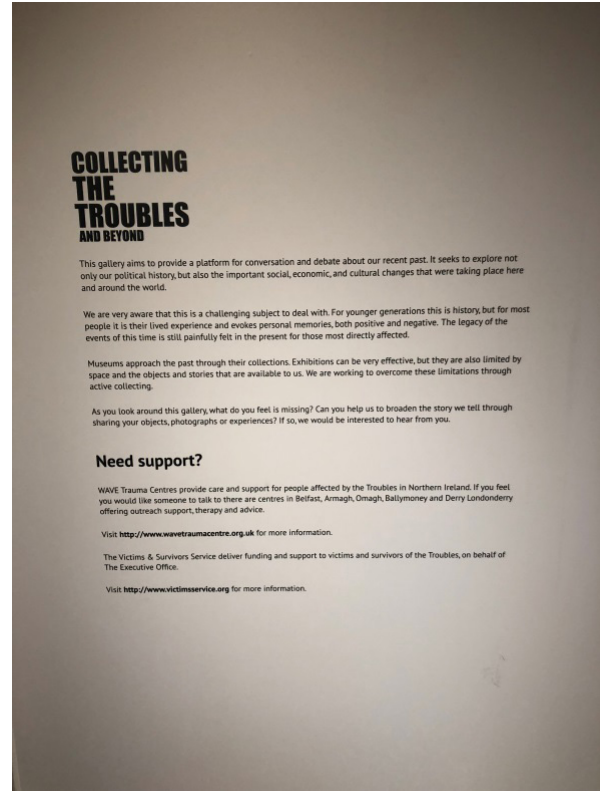 COLLECTING
THE
TROUBLES
AND BEYOND
This gallery aims to provide a platform for conversation and debate about our recent past. It seeks to explore not
only our political history, but also the important social, economic, and cultural changes that were taking place here
and around the world.
We are very aware that this is a challenging subject to deal with. For younger generations this is history, but for most
people it is their lived experience and evokes personal memories, both positive and negative. The legacy of the
events of this time is still painfully felt in the present for those most directly affected.
Museums approach the past through their collections. Exhibitions can be very effective, but they are also limited by
space and the objects and stories that are available to us. We are working to overcome these limitations through
active collecting.
As you look around this gallery, what do you feel is missing? Can you help us to broaden the story we tell through
sharing your objects, photographs or experiences? If so, we would be interested to hear from you.
Need support?
WAVE Trauma Centres provide care and support for people affected by the Troubles in Northern Ireland. If you feel
you would like someone to talk to there are centres in Belfast, Armagh, Omagh, Ballymoney and Derry Londonderry
offering outreach support, therapy and advice.
Visit http://www.wavetraumacentre.org.uk for more information.
The Victims & Survivors Service deliver funding and support to victims and survivors of the Troubles, on behalf of
The Executive Office.
Visit http://www.victimsservice.org for more information.